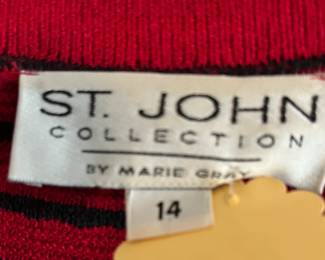 ST. JOHN
COLLECTION
BY MARIE GRAY
14